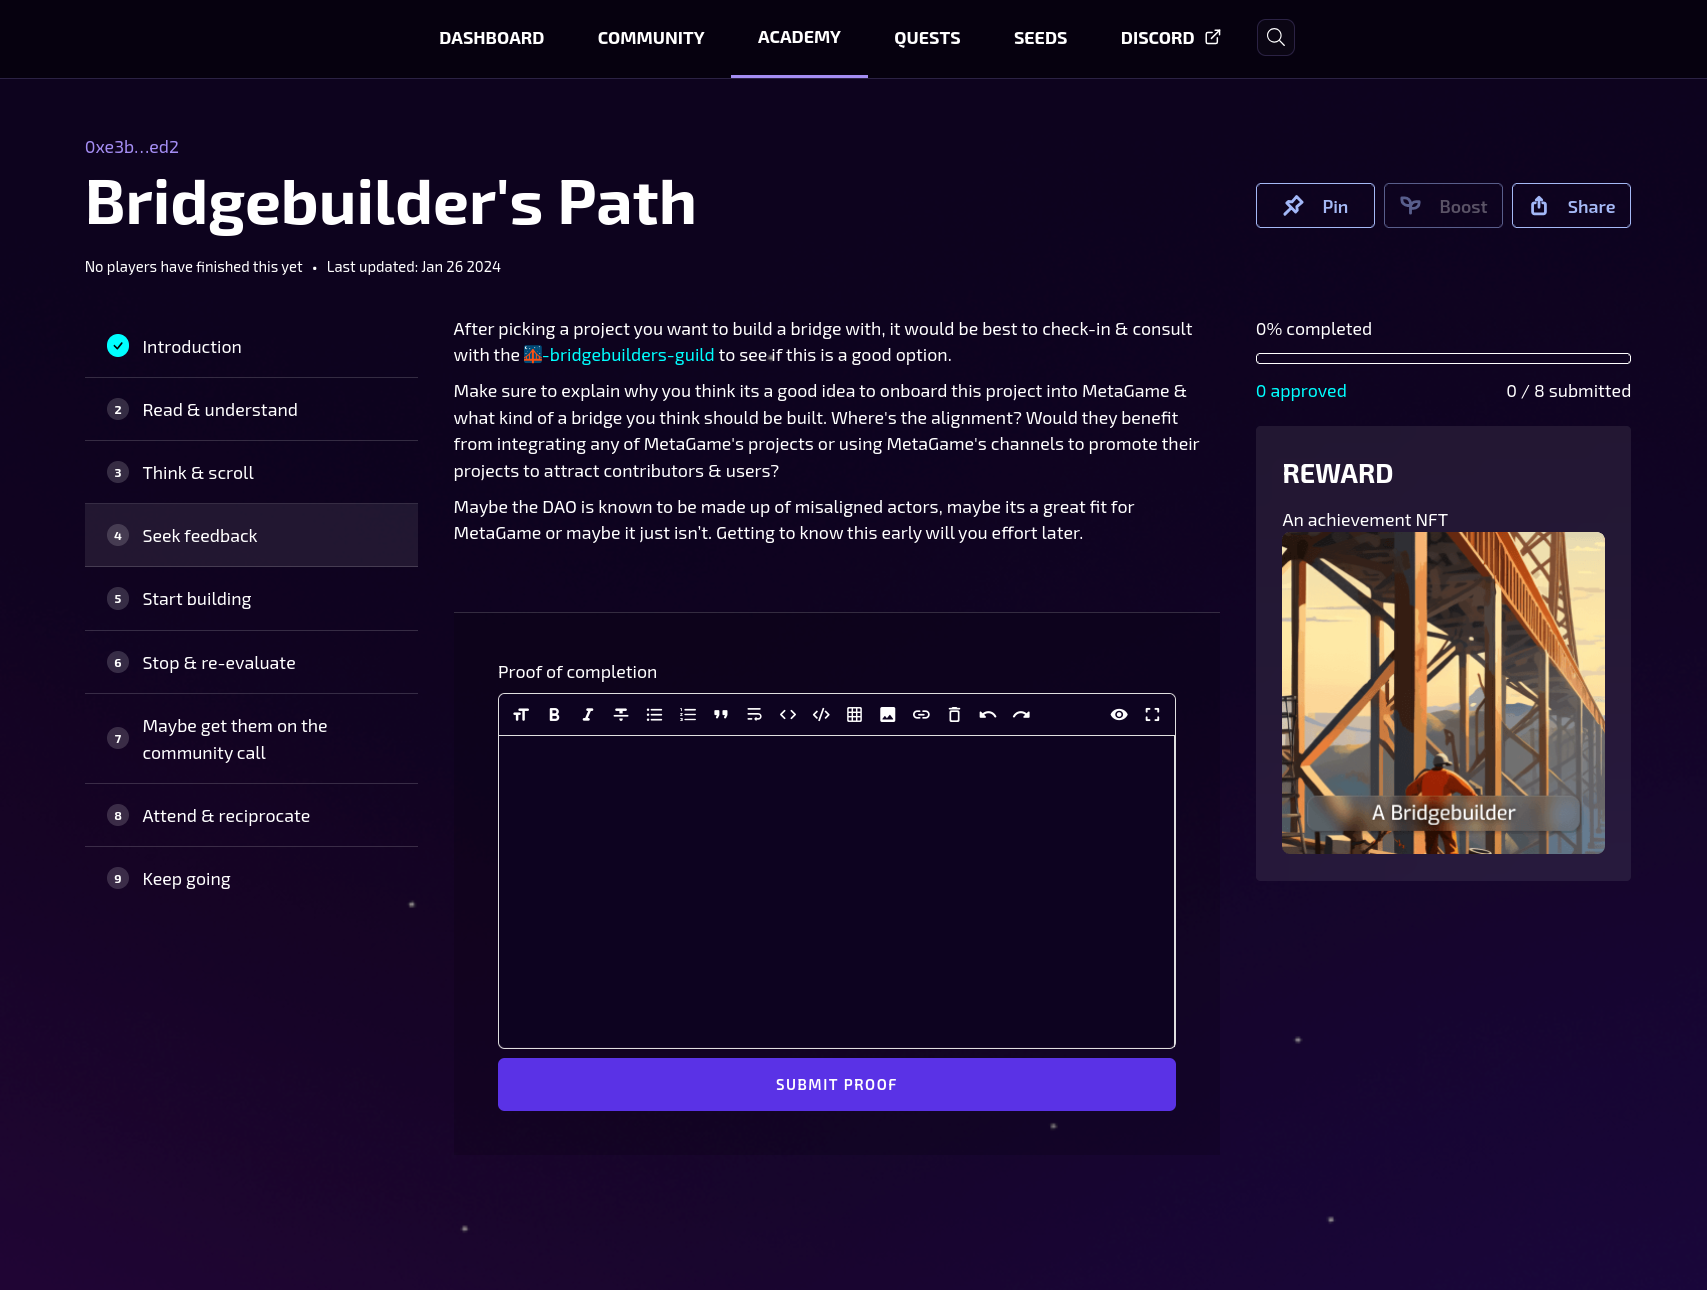 DASHBOARD COMMUNITY ACADEMY QUESTS SEEDS DISCORD
0xe3b...ed2
Bridgebuilder's Path
Pin Boost Share
No players have finished this yet • Last updated: Jan 26 2024
Introduction
2 Read & understand
3 Think & scroll
4 Seek feedback
5 Start building
6 Stop & re-evaluate
7 Maybe get them on the
community call
8 Attend & reciprocate
9 Keep going
After picking a project you want to build a bridge with, it would be best to check-in & consult
with the -bridgebuilders-guild to see if this is a good option.
Make sure to explain why you think its a good idea to onboard this project into MetaGame &
what kind of a bridge you think should be built. Where's the alignment? Would they benefit
from integrating any of MetaGame's projects or using MetaGame's channels to promote their
projects to attract contributors & users?
Maybe the DAO is known to be made up of misaligned actors, maybe its a great fit for
MetaGame or maybe it just isn't. Getting to know this early will you effort later.
Proof of completion
SUBMIT PROOF
0% completed
0 approved 0 / 8 submitted
REWARD
An achievement NFT
A Bridgebuilder